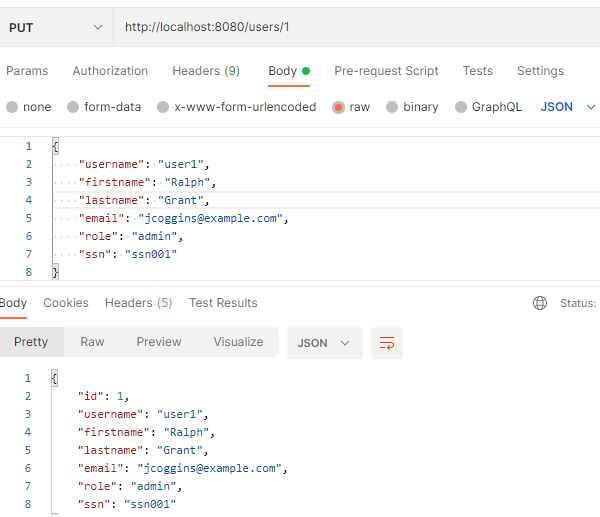 PUT http://localhost:8080/users/1
Params Authorization Headers (9) Body Pre-request Script Tests Settings
none form-data x-www-form-urlencoded raw binary GraphQL JSON
1 {
2 "username": "user1",
3 "firstname": "Ralph",
4 "lastname": "Grant",
5 "email": "jcoggins@example.com",
6 "role": "admin",
7 "ssn": "ssn001"
8 }
Body Cookies Headers (5) Test Results Status:
Pretty Raw Preview Visualize JSON
1 {
2 "id": 1,
3 "username": "user1",
4 "firstname": "Ralph",
5 "lastname": "Grant",
6 "email": "jcoggins@example.com",
7 "role": "admin",
8 "ssn": "ssn001"